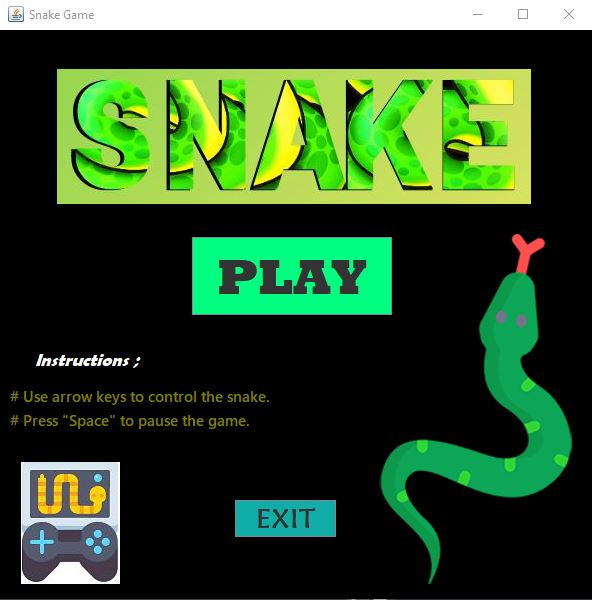 Snake Game
SNAKE
PLAY
Instructions ;
# Use arrow keys to control the snake.
# Press "Space" to pause the game.
EXIT